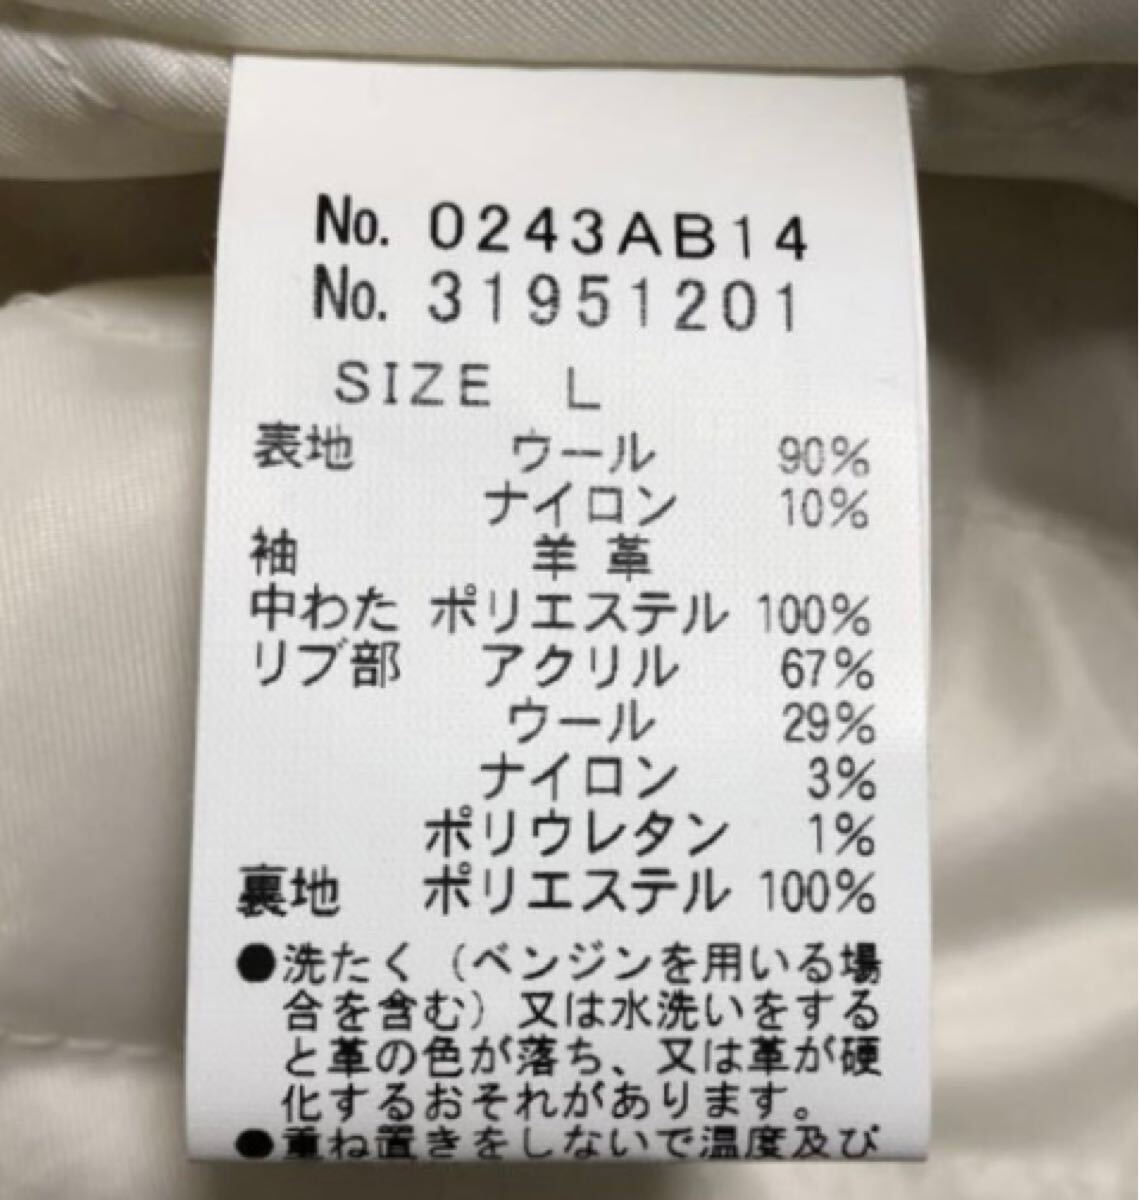 No. 0243AB14
No. 31951201
SIZE L
表地 ウール 90%
ナイロン 10%
袖 羊革
中わた ポリエステル 100%
リブ部 アクリル 67%
ウール 29%
ナイロン 3%
ポリウレタン 1%
裏地 ポリエステル 100%
●洗たく（ベンジンを用いる場
合を含む）又は水洗いをする
と革の色が落ち、又は革が硬
化するおそれがあります。
●重ね置きをしないで温度及び